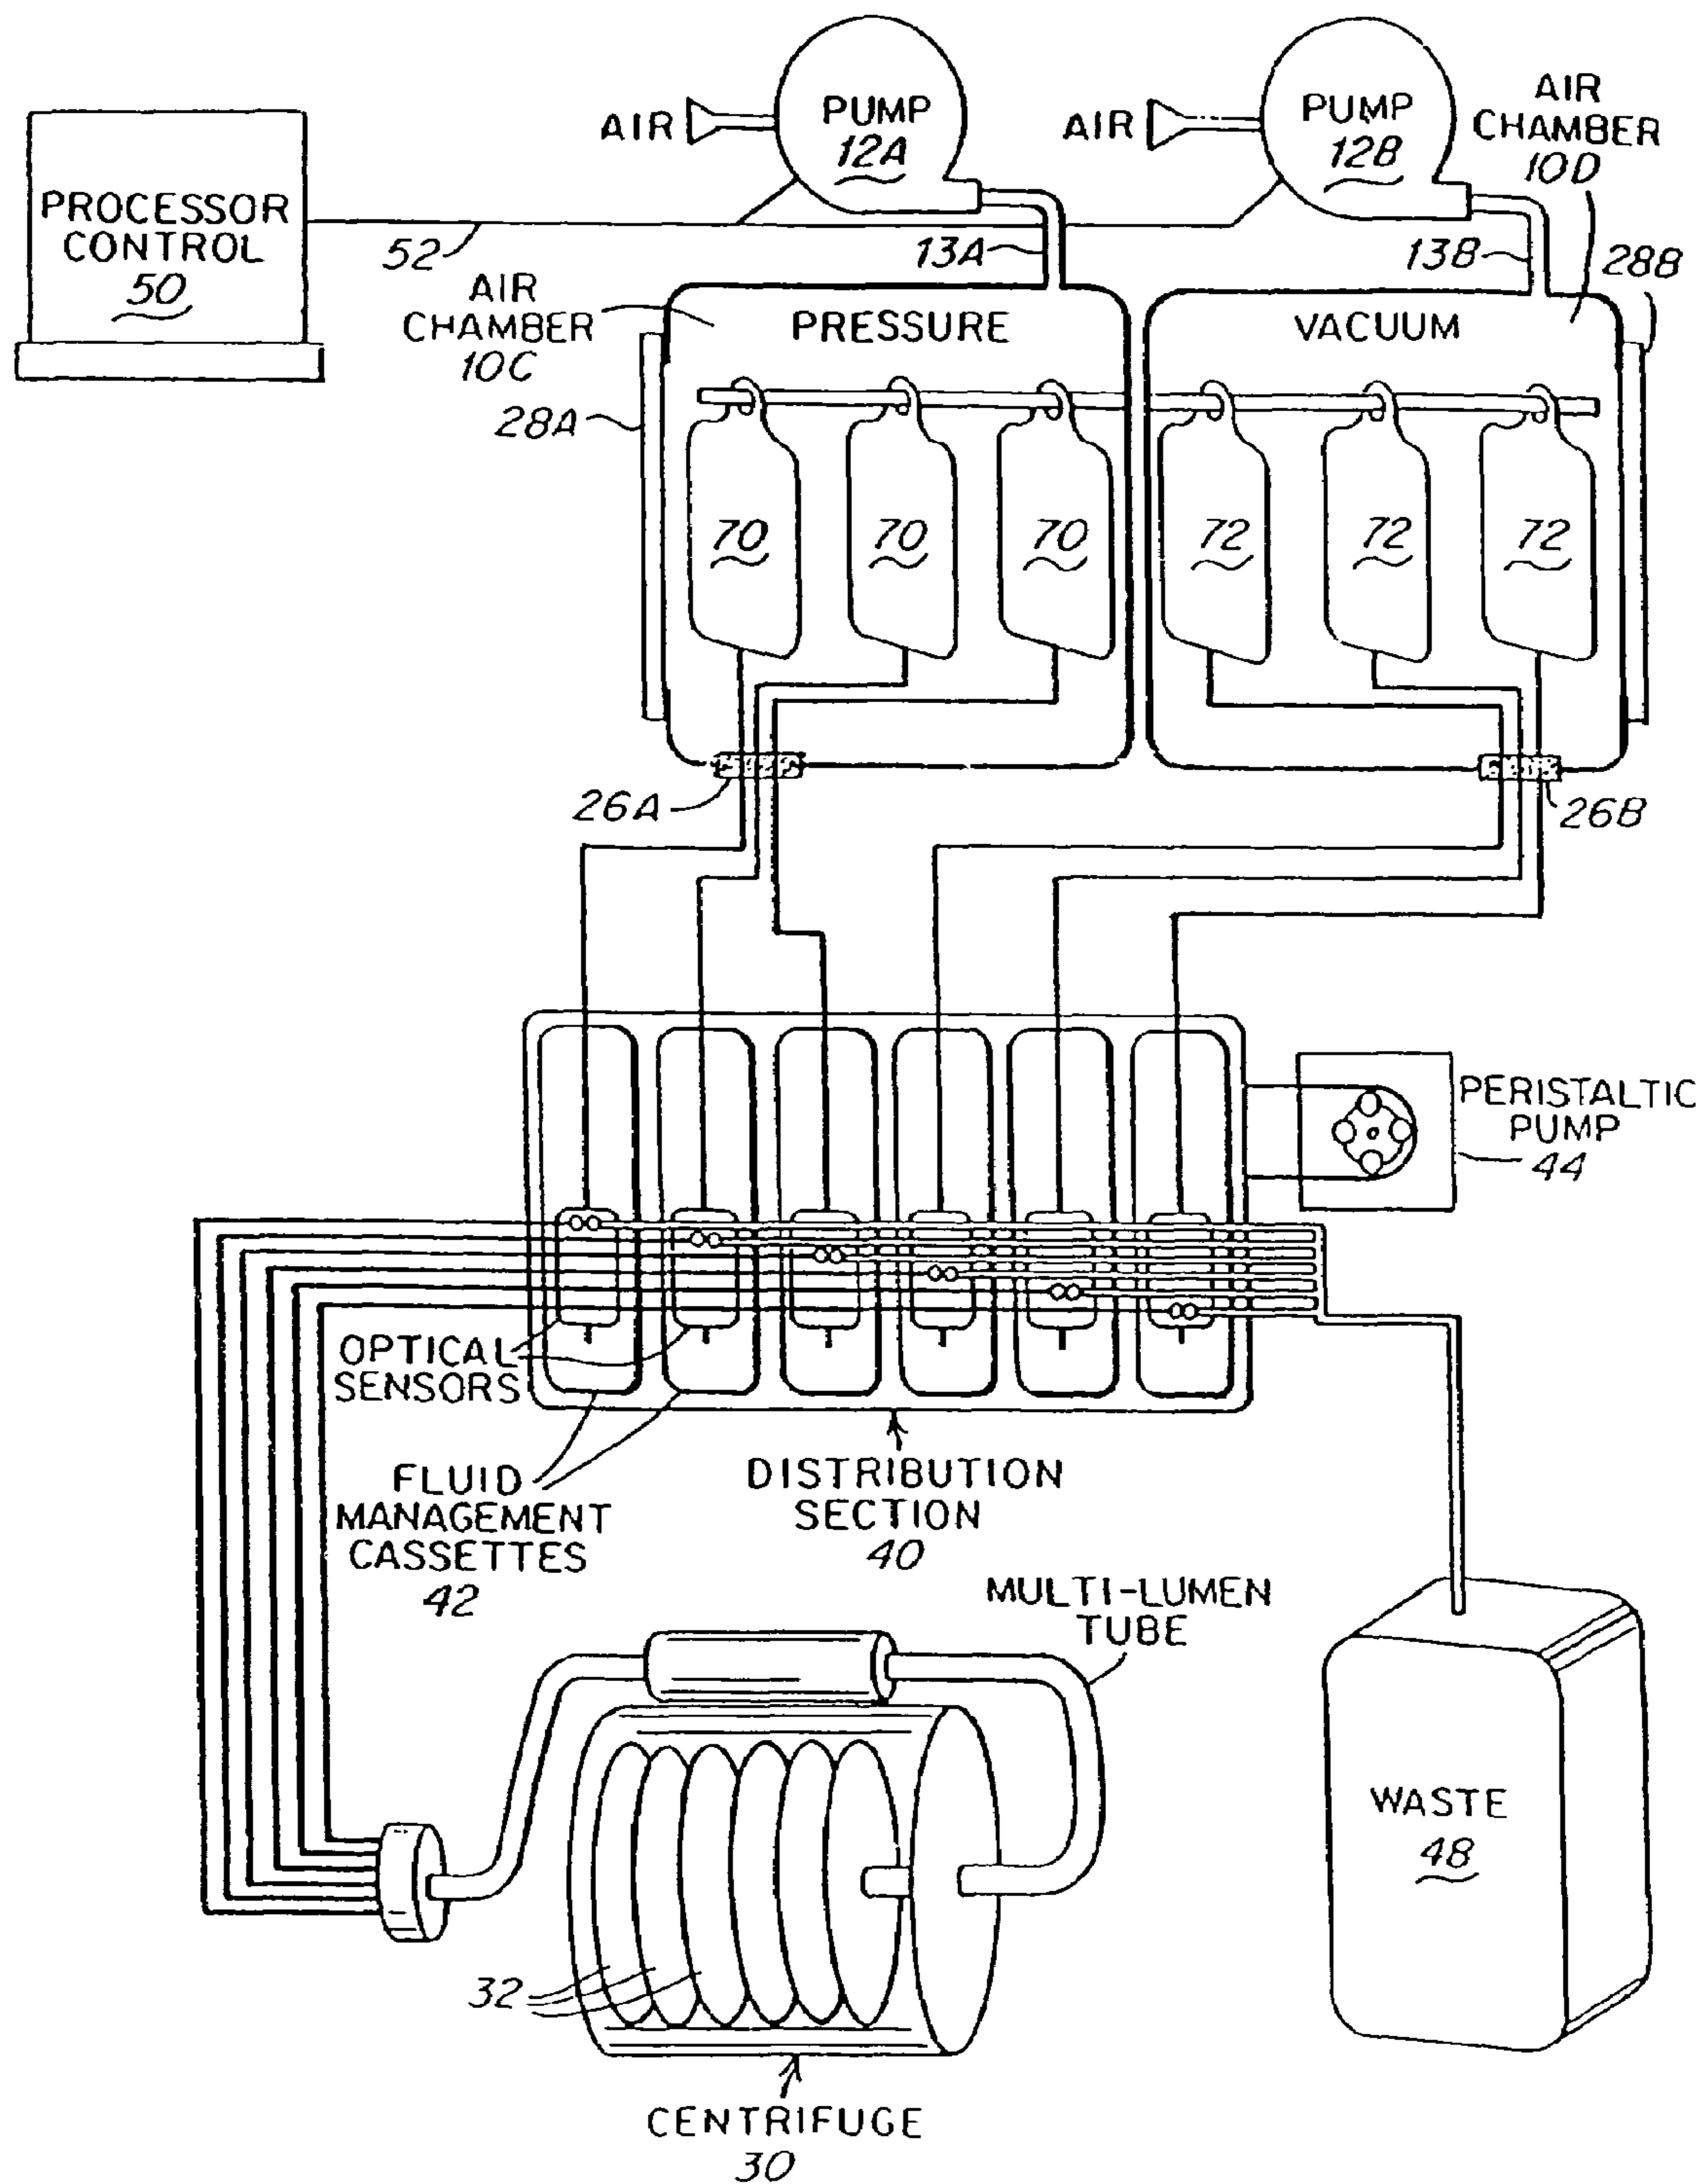 AIR
PUMP
12A
AIR
PUMP
12B
AIR
CHAMBER
10D
PROCESSOR
CONTROL
50
52
13A
13B
28B
AIR
CHAMBER
10C
PRESSURE
VACUUM
28A
70
70
70
72
72
72
26A
26B
PERISTALTIC
PUMP
44
OPTICAL
SENSORS
FLUID
MANAGEMENT
CASSETTES
42
DISTRIBUTION
SECTION
40
MULTI-LUMEN
TUBE
WASTE
48
32
CENTRIFUGE
30